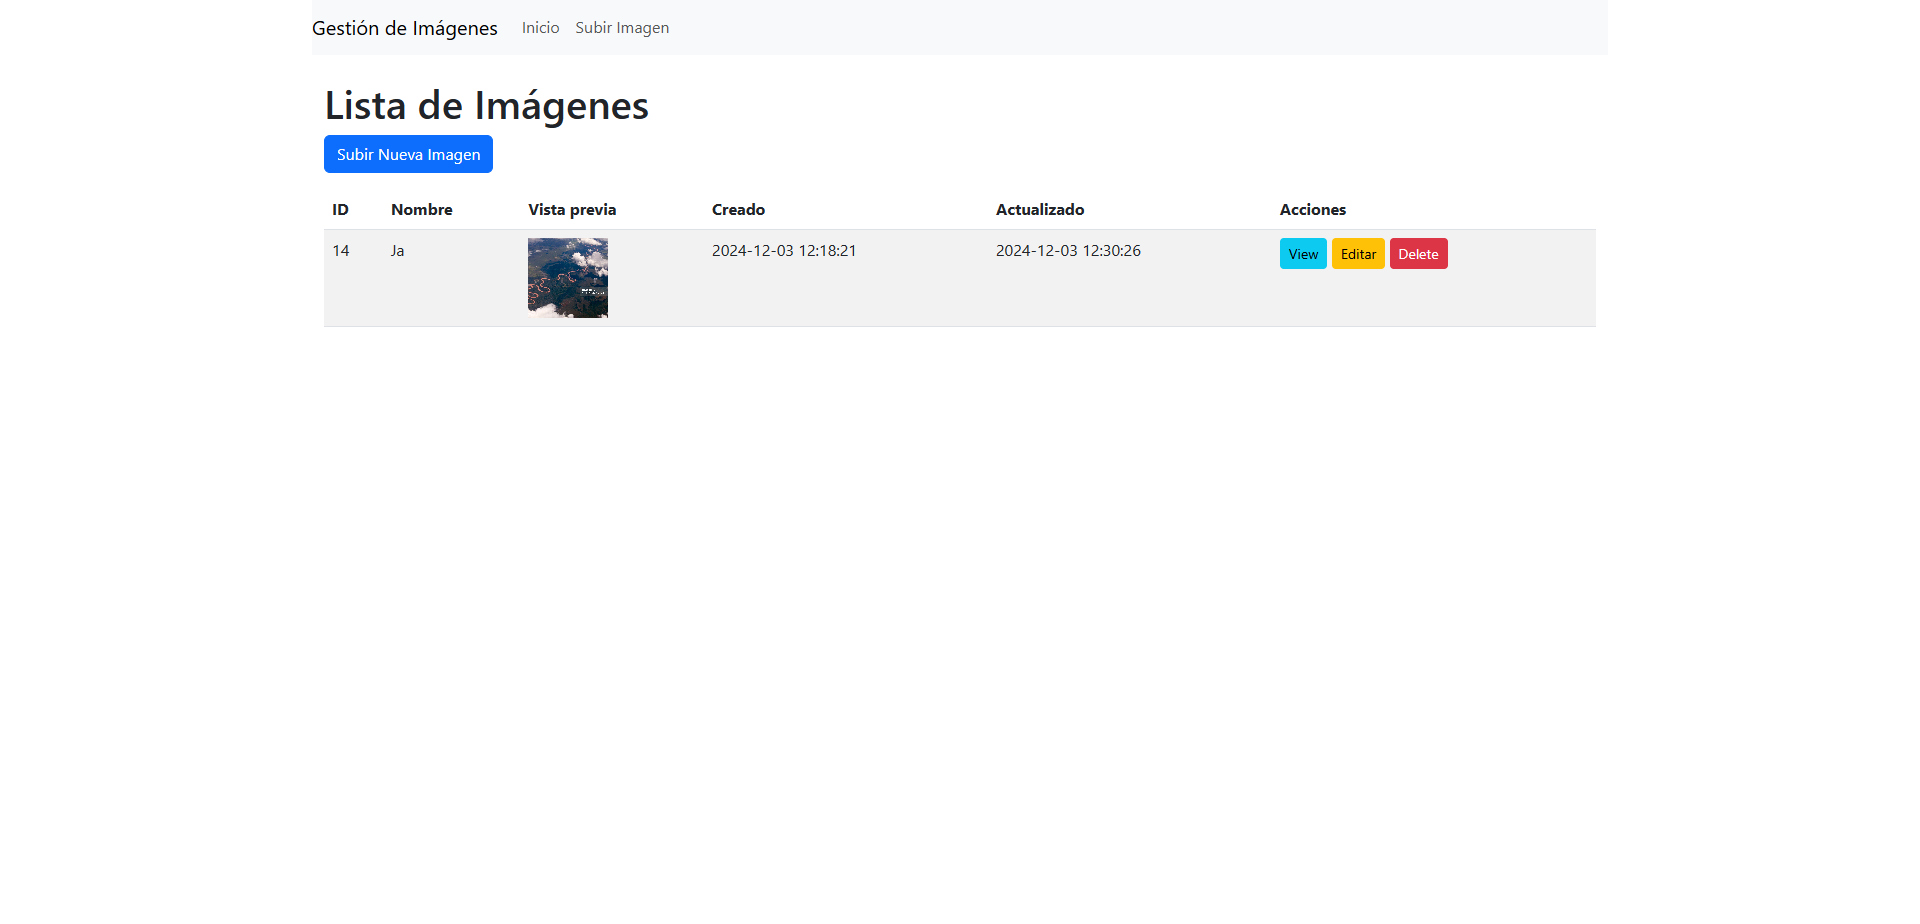 Gestión de Imágenes Inicio Subir Imagen
Lista de Imágenes
Subir Nueva Imagen
ID Nombre Vista previa Creado Actualizado Acciones
14 Ja 2024-12-03 12:18:21 2024-12-03 12:30:26 View Editar Delete